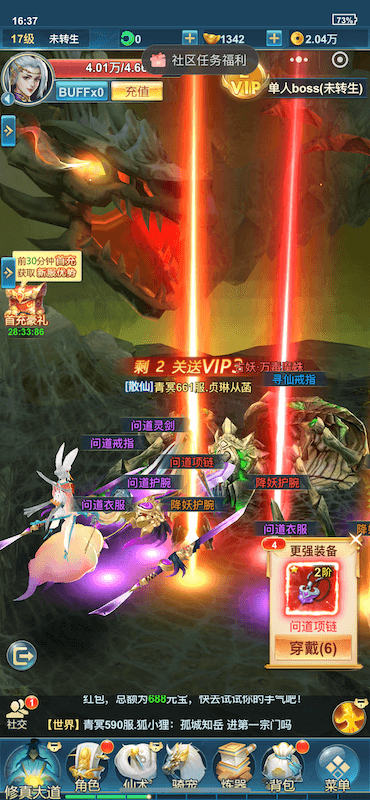 16:37
73%
17级 未转生
0
1342
2.04万
社区任务福利
4.01万/4.66
BUFFx0
充值
VIP
单人boss(未转生)
前30分钟首充
获取新服优势
首充豪礼
28:33:86
剩 2 关送VIP3
寻仙戒指
[散仙]青冥661服.贞琳从菡
问道灵剑
问道戒指
问道项链
问道护腕
降妖护腕
问道衣服
降妖护腕
问道衣服
降妖
4
更强装备
2阶
问道项链
穿戴(6)
1
社交
红包，总额为688元宝，快去试试你的手气吧！
【世界】青冥590服.狐小狸：孤城知岳 进第一宗门吗
修真大道
角色
仙术
骑宠
炼器
背包
菜单